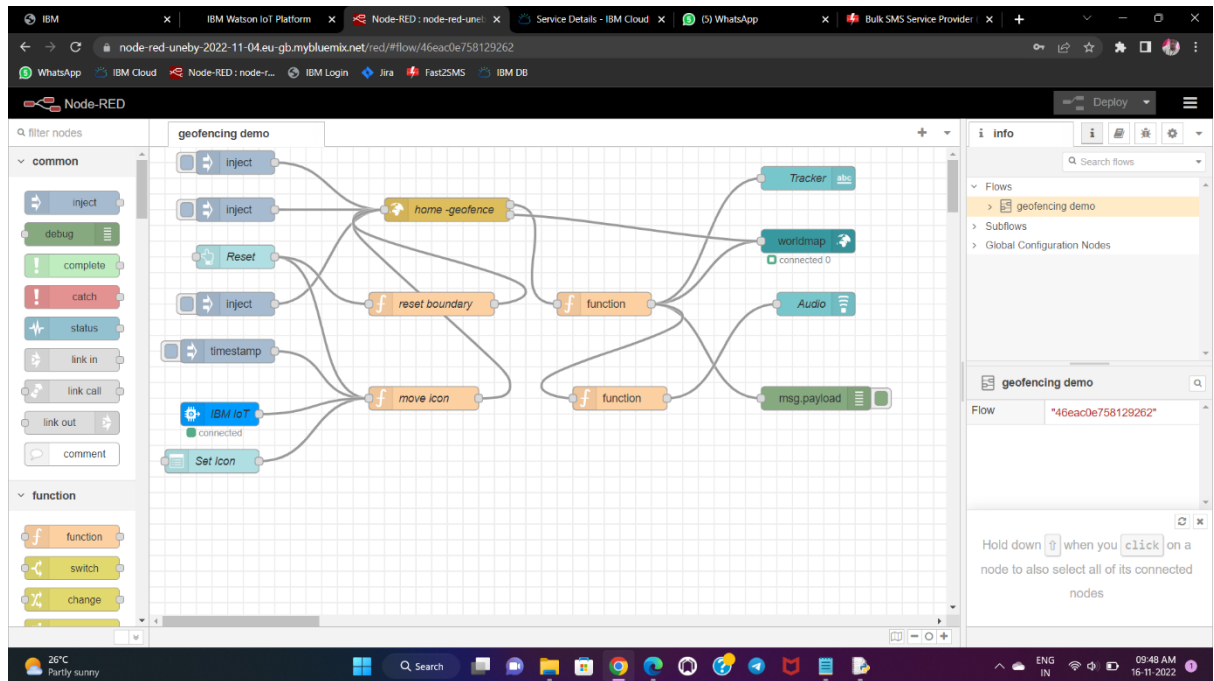 IBM
IBM Watson IoT Platform
Node-RED : node-red-uneb
Service Details - IBM Cloud
(5) WhatsApp
Bulk SMS Service Provider
node-red-uneby-2022-11-04.eu-gb.mybluemix.net/red/#flow/46eac0e758129262
WhatsApp IBM Cloud Node-RED : node-r... IBM Login Jira Fast2SMS IBM DB
Node-RED
Deploy
filter nodes
common
inject
debug
complete
catch
status
link in
link call
link out
comment
function
function
switch
change
geofencing demo
inject
inject
Reset
inject
timestamp
IBM IoT
connected
Set Icon
home -geofence
reset boundary
move icon
function
function
Tracker abc
worldmap
connected 0
Audio
msg.payload
i info
i
Search flows
Flows
geofencing demo
Subflows
Global Configuration Nodes
geofencing demo
Flow "46eac0e758129262"
Hold down ⇧ when you click on a
node to also select all of its connected
nodes
26°C
Partly sunny
Search
ENG
IN
09:48 AM
16-11-2022
1